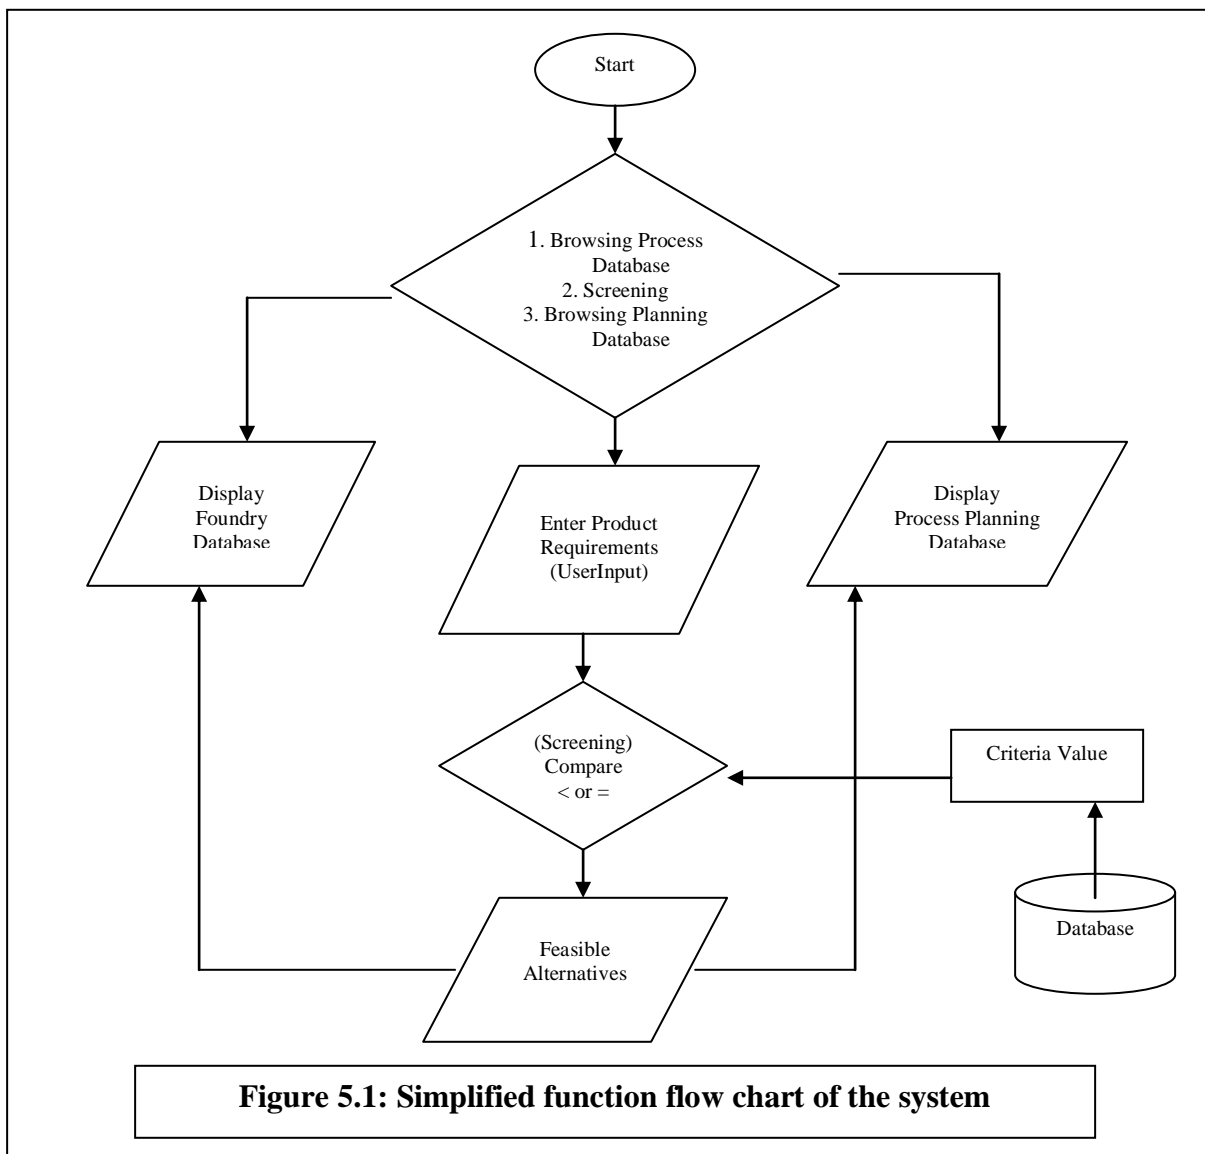 Start
1. Browsing Process
Database
2. Screening
3. Browsing Planning
Database
Display
Foundry
Database
Enter Product
Requirements
(UserInput)
Display
Process Planning
Database
(Screening)
Compare
< or =
Criteria Value
Database
Feasible
Alternatives
Figure 5.1: Simplified function flow chart of the system